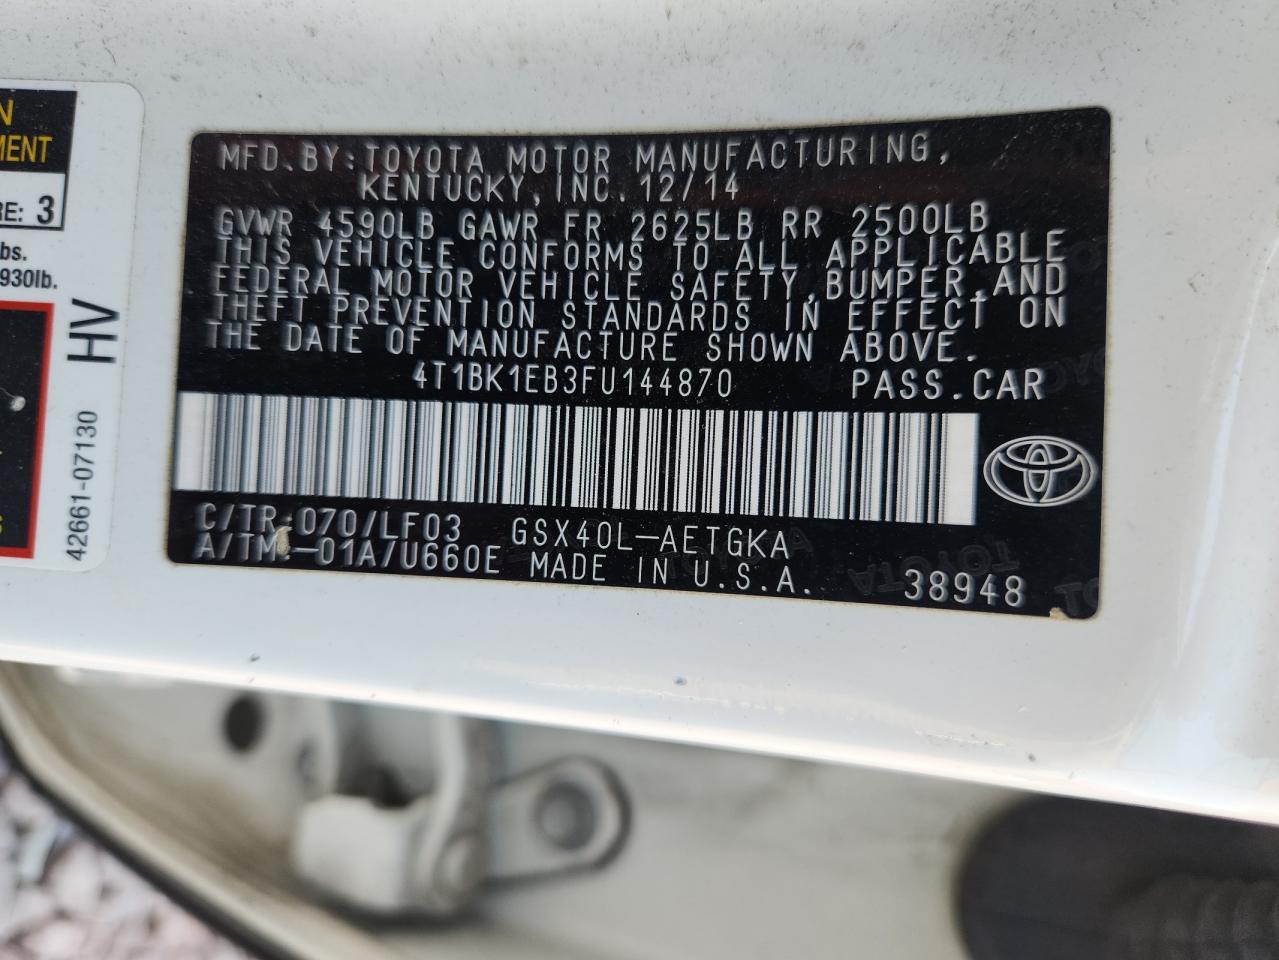 N
MENT
RE: 3
bs.
930lb.
HV
42661-07130
MFD.BY:TOYOTA MOTOR MANUFACTURING,
KENTUCKY, INC. 12/14
GVWR 4590LB GAWR FR 2625LB RR 2500LB
THIS VEHICLE CONFORMS TO ALL APPLICABLE
FEDERAL MOTOR VEHICLE SAFETY,BUMPER,AND
THEFT PREVENTION STANDARDS IN EFFECT ON
THE DATE OF MANUFACTURE SHOWN ABOVE.
4T1BK1EB3FU144870 PASS.CAR
C/TR:070/LF03 GSX40L-AETGKA
A/TM:-01A/U660E MADE IN U.S.A. 38948